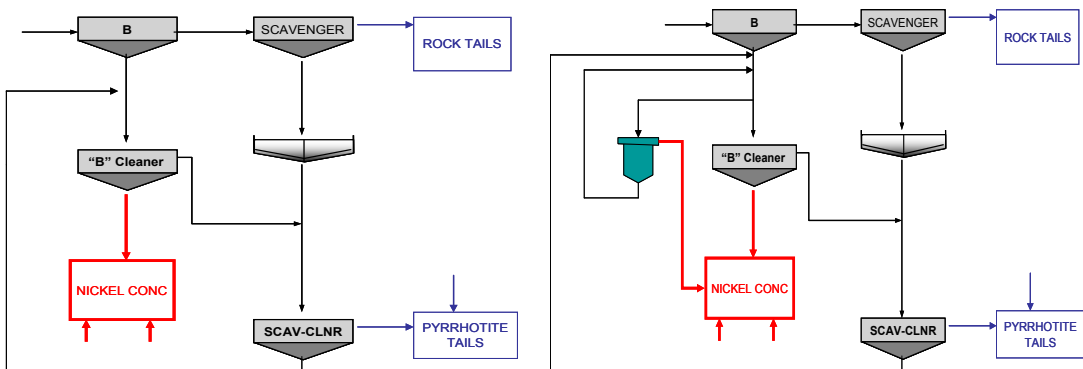 B
SCAVENGER
ROCK TAILS
“B” Cleaner
NICKEL CONC
SCAV-CLNR
PYRRHOTITE
TAILS
B
SCAVENGER
ROCK TAILS
“B” Cleaner
NICKEL CONC
SCAV-CLNR
PYRRHOTITE
TAILS